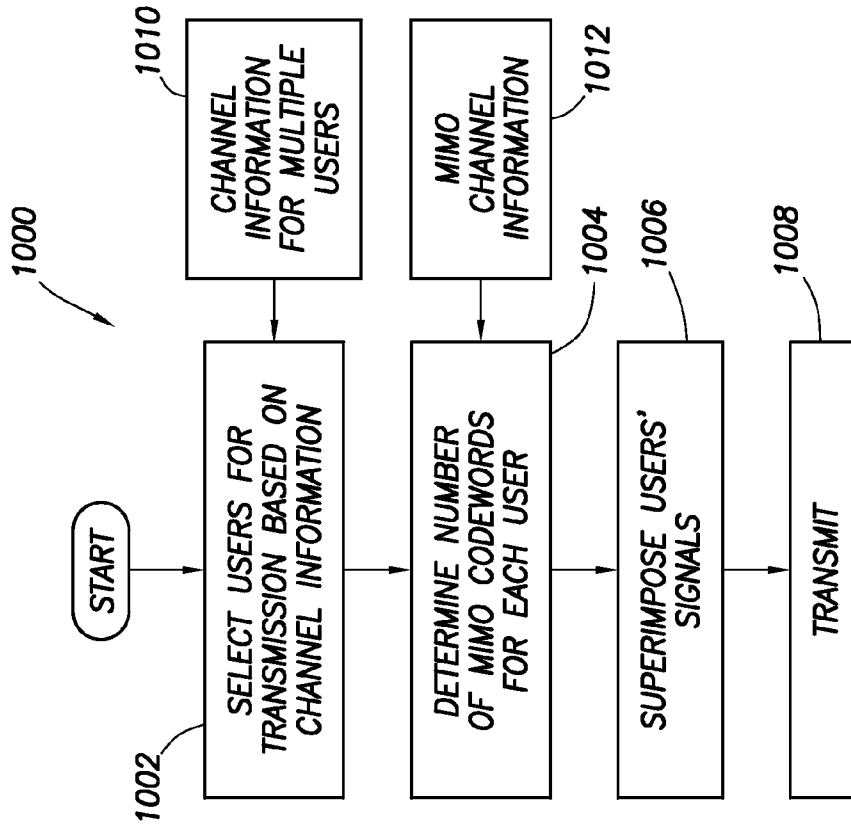 1000
START
1002
SELECT USERS FOR
TRANSMISSION BASED ON
CHANNEL INFORMATION
1010
CHANNEL
INFORMATION
FOR MULTIPLE
USERS
DETERMINE NUMBER
OF MIMO CODEWORDS
FOR EACH USER
1004
MIMO
CHANNEL
INFORMATION
1012
SUPERIMPOSE USERS'
SIGNALS
1006
TRANSMIT
1008